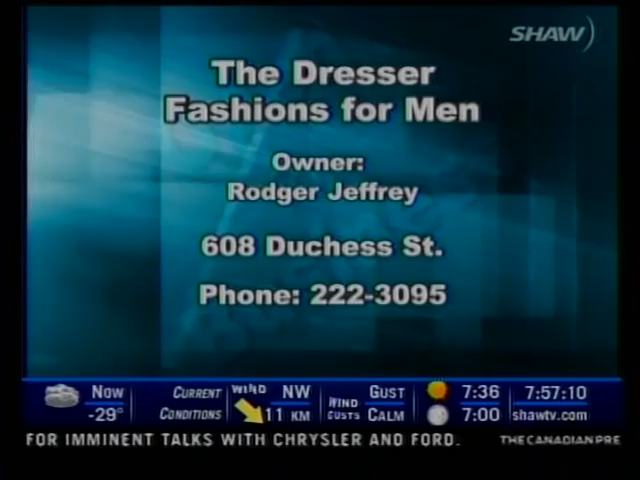 SHAW)
The Dresser
Fashions for Men
Owner:
Rodger Jeffrey
608 Duchess St.
Phone: 222-3095
Now
-29°
CURRENT
CONDITIONS
WIND NW
11 KM
WIND
GUSTS
GUST
CALM
7:36
7:00
7:57:10
shawtv.com
FOR IMMINENT TALKS WITH CHRYSLER AND FORD. THE CANADIAN PRE